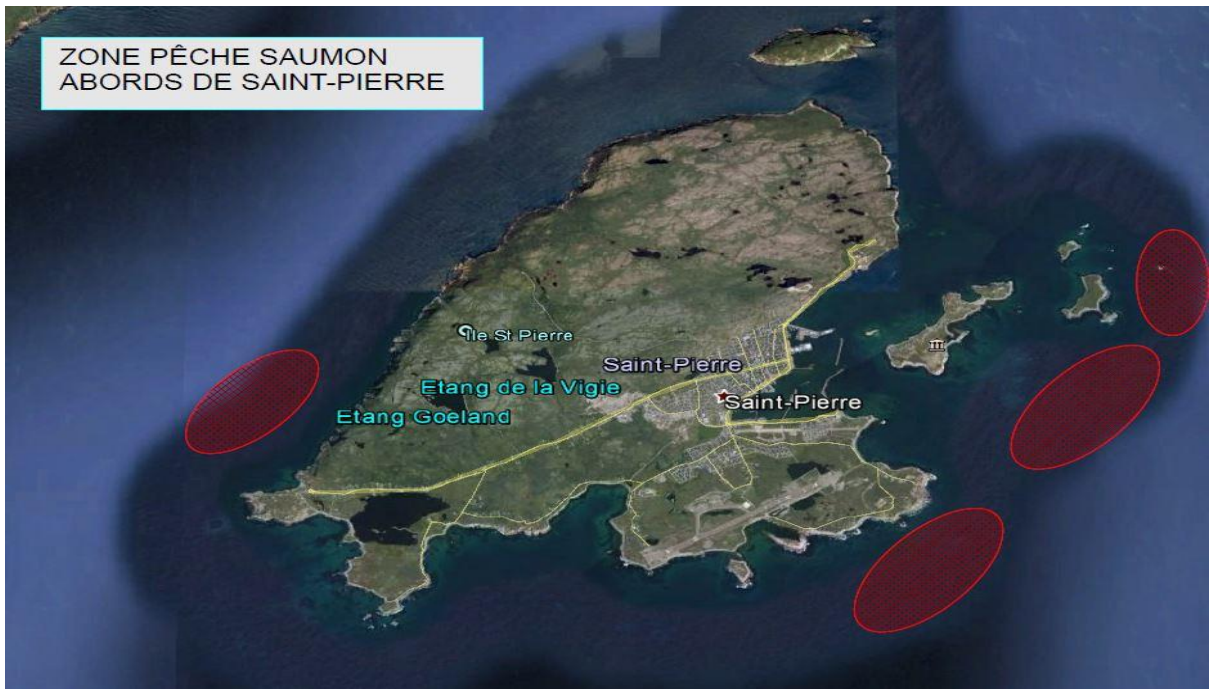 ZONE PÊCHE SAUMON
ABORDS DE SAINT-PIERRE
Ile St Pierre
Saint-Pierre
Etang de la Vigie
Saint-Pierre
Etang Goeland